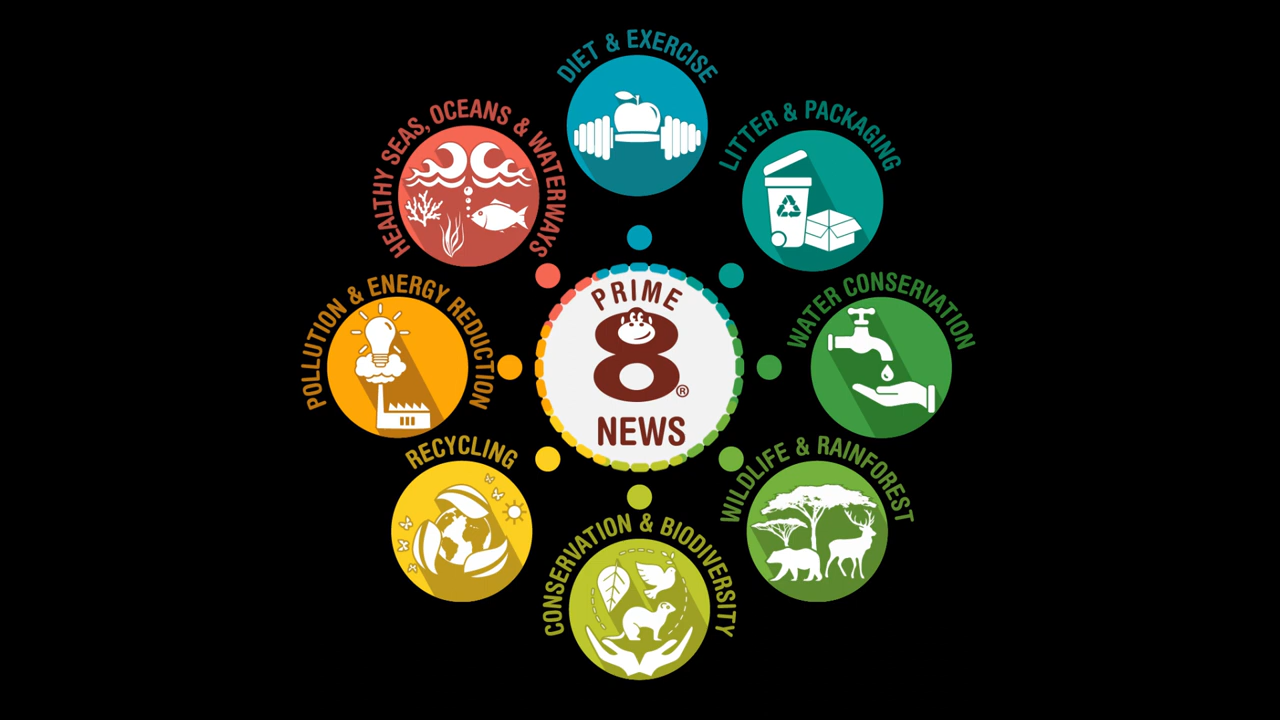 DIET & EXERCISE
LITTER & PACKAGING
WATER CONSERVATION
WILDLIFE & RAINFOREST
CONSERVATION & BIODIVERSITY
RECYCLING
POLLUTION & ENERGY REDUCTION
HEALTHY SEAS, OCEANS & WATERWAYS
PRIME
8®
NEWS